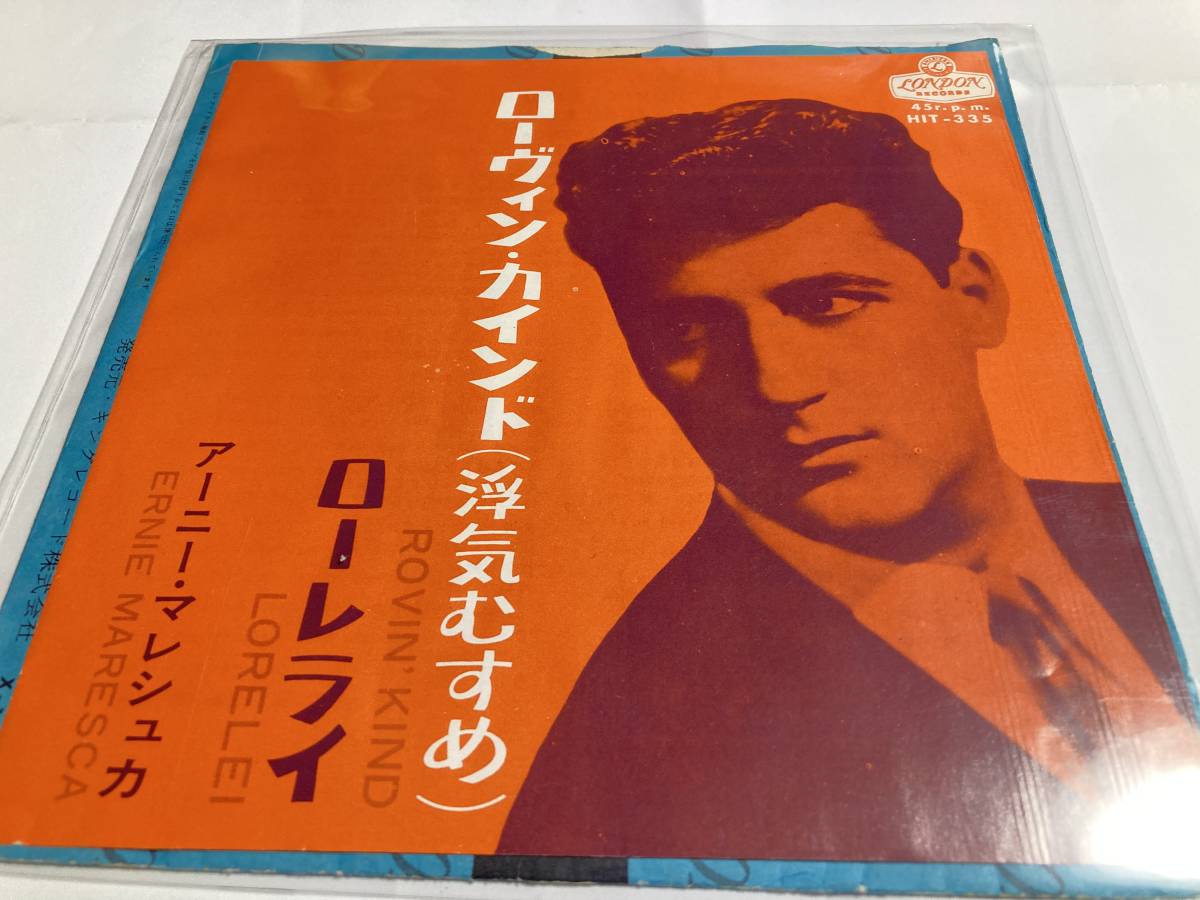 LONDON
RECORDS
45r.p.m.
HIT-335
ローヴィン・カインド(浮気むすめ)
ROVIN' KIND
ローレライ
LORELEI
アーニー・マレシュカ
ERNIE MARESCA
発売元・キングレコード株式会社